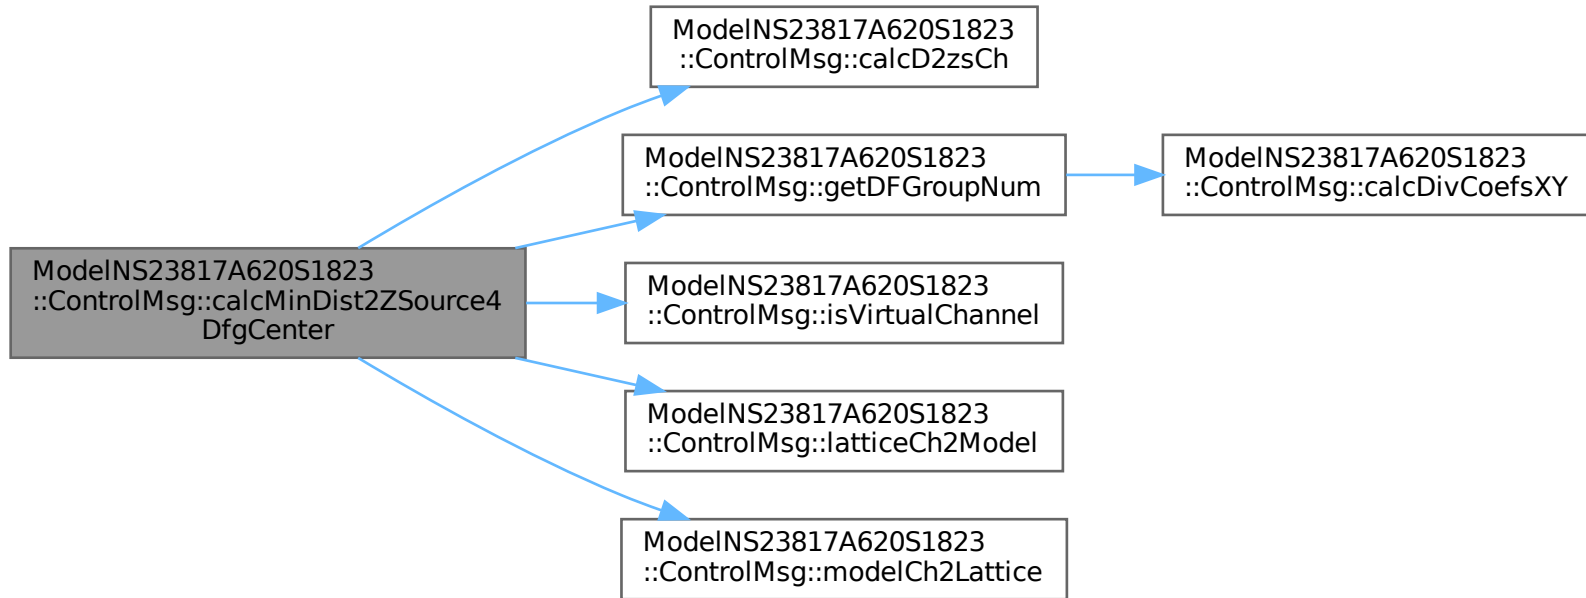 ModelNS23817A620S1823
::ControlMsg::calcMinDist2ZSource4
DfgCenter
ModelNS23817A620S1823
::ControlMsg::calcD2zsCh
ModelNS23817A620S1823
::ControlMsg::getDFGroupNum
ModelNS23817A620S1823
::ControlMsg::calcDivCoefsXY
ModelNS23817A620S1823
::ControlMsg::isVirtualChannel
ModelNS23817A620S1823
::ControlMsg::latticeCh2Model
ModelNS23817A620S1823
::ControlMsg::modelCh2Lattice